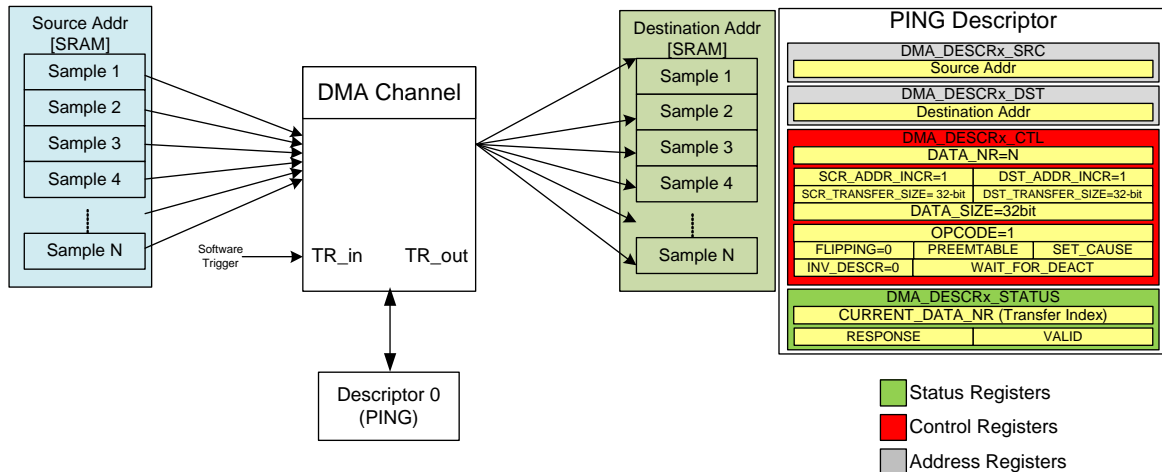 Source Addr
[SRAM]
Sample 1
Sample 2
Sample 3
Sample 4
Sample N
Software
Trigger
DMA Channel
TR_in
TR_out
Descriptor 0
(PING)
Destination Addr
[SRAM]
Sample 1
Sample 2
Sample 3
Sample 4
Sample N
PING Descriptor
DMA_DESCRx_SRC
Source Addr
DMA_DESCRx_DST
Destination Addr
DMA_DESCRx_CTL
DATA_NR=N
SCR_ADDR_INCR=1
DST_ADDR_INCR=1
SCR_TRANSFER_SIZE= 32-bit
DST_TRANSFER_SIZE=32-bit
DATA_SIZE=32bit
OPCODE=1
FLIPPING=0
PREEMTABLE
SET_CAUSE
INV_DESCR=0
WAIT_FOR_DEACT
DMA_DESCRx_STATUS
CURRENT_DATA_NR (Transfer Index)
RESPONSE
VALID
Status Registers
Control Registers
Address Registers